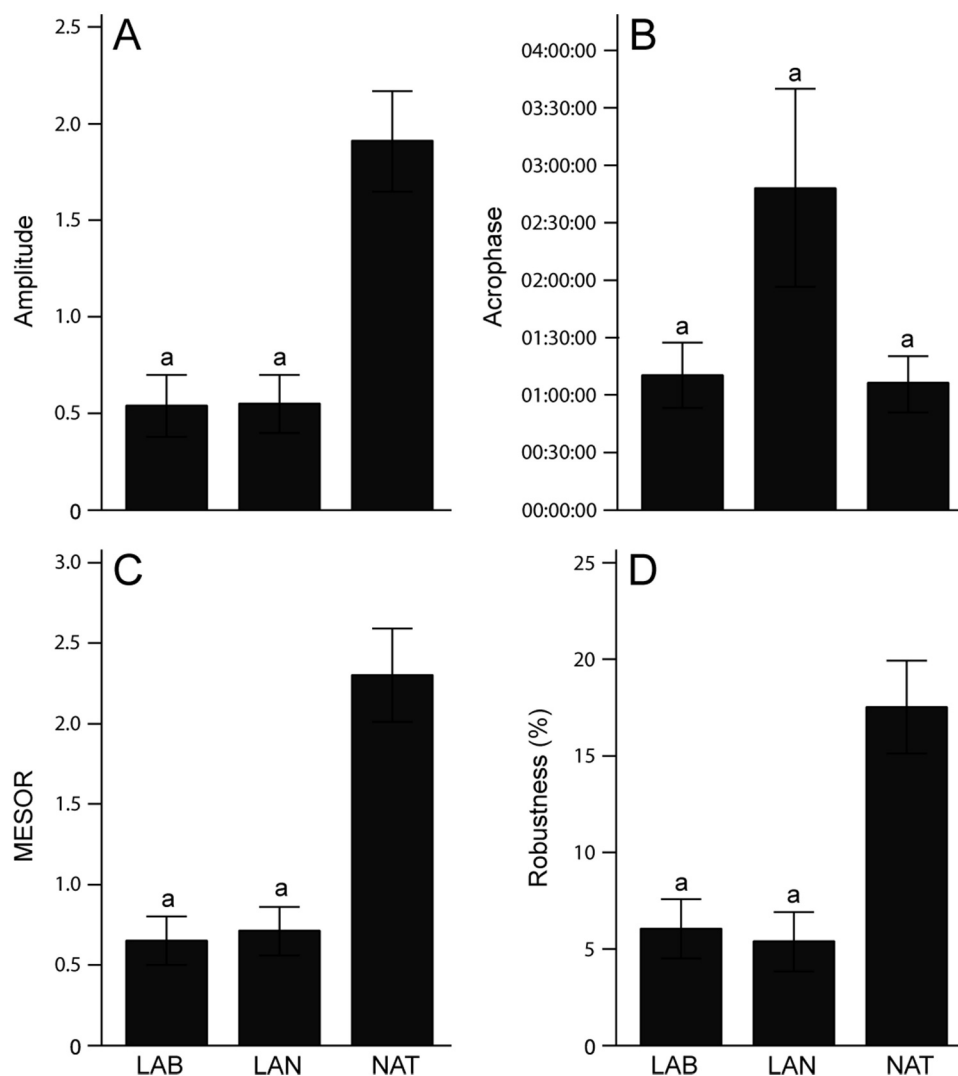 A
Amplitude
2.5
2.0
1.5
1.0
0.5
0
a
a
B
Acrophase
04:00:00
03:30:00
03:00:00
02:30:00
02:00:00
01:30:00
01:00:00
00:30:00
00:00:00
a
a
a
C
MESOR
3.0
2.5
2.0
1.5
1.0
0.5
0
a
a
LAB LAN NAT
D
Robustness (%)
25
20
15
10
5
0
a
a
LAB LAN NAT